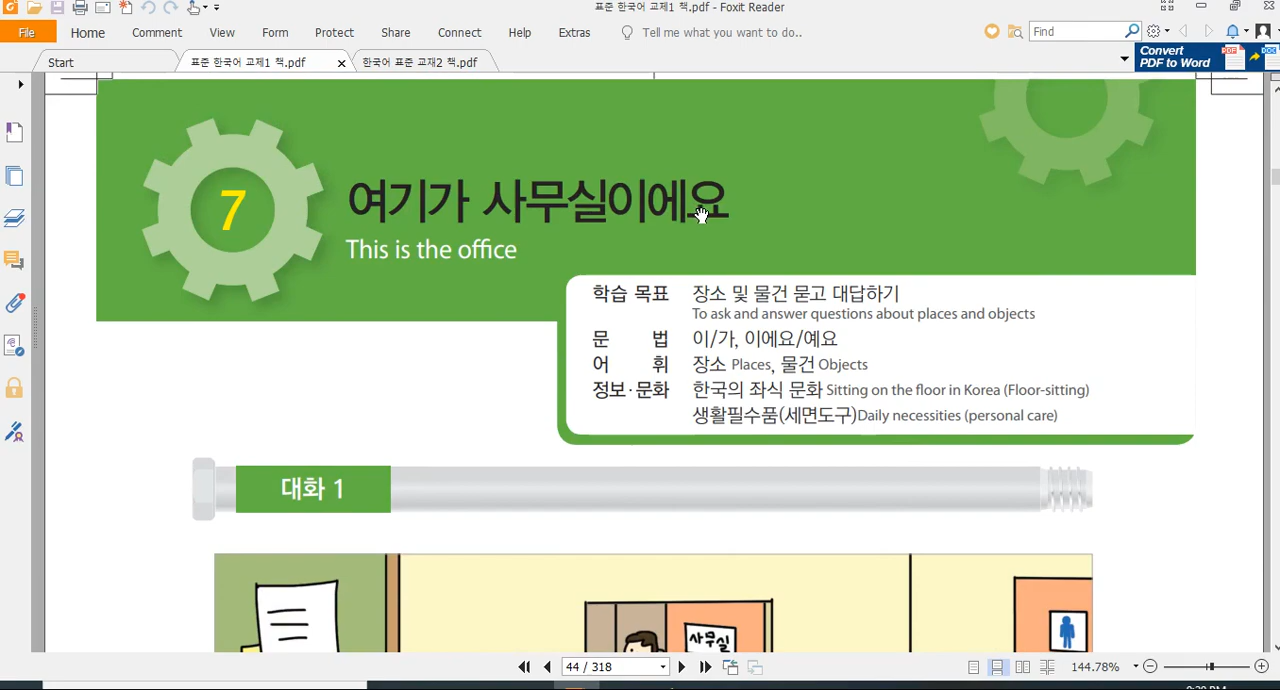 표준 한국어 교제1 책.pdf - Foxit Reader
File Home Comment View Form Protect Share Connect Help Extras Tell me what you want to do.. Find
Start 표준 한국어 교제1 책.pdf 한국어 표준 교재2 책.pdf Convert
PDF to Word
7
여기가 사무실이에요
This is the office
학습 목표 장소 및 물건 묻고 대답하기
To ask and answer questions about places and objects
문 법 이/가, 이에요/예요
어 휘 장소 Places, 물건 Objects
정보·문화 한국의 좌식 문화 Sitting on the floor in Korea (Floor-sitting)
생활필수품(세면도구)Daily necessities (personal care)
대화 1
사무실
44 / 318 144.78%